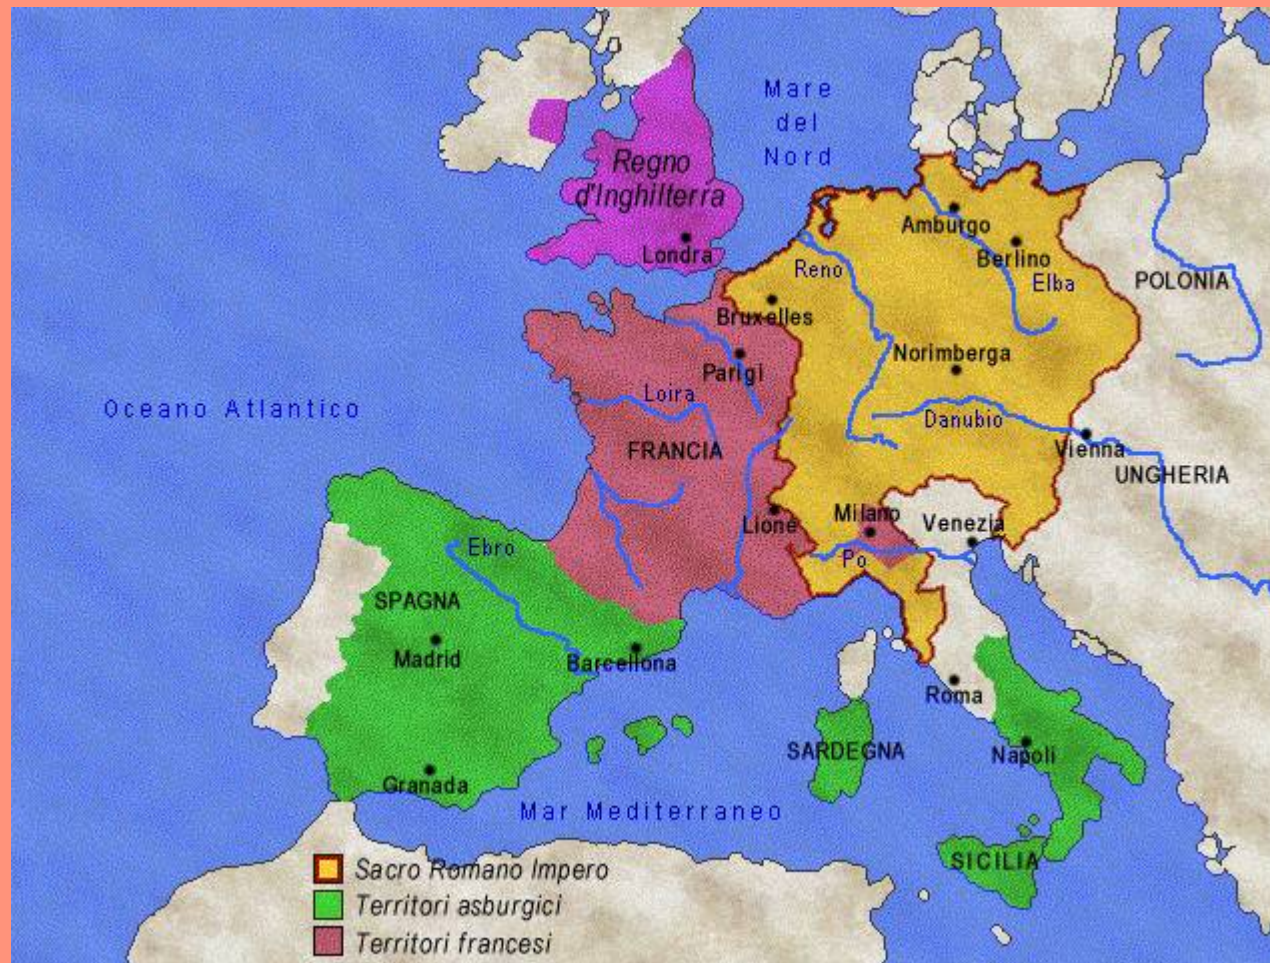 Mare
del
Nord
Regno
d'Inghilterra
Londra
Amburgo
Berlino
Reno
Elba
POLONIA
Bruxelles
Norimberga
Parigi
Loira
Oceano Atlantico
Danubio
FRANCIA
Vienna
UNGHERIA
Lione
Milano
Venezia
Ebro
Po
SPAGNA
Madrid
Barcellona
Roma
SARDEGNA
Napoli
Granada
Mar Mediterraneo
SICILIA
Sacro Romano Impero
Territori asburgici
Territori francesi